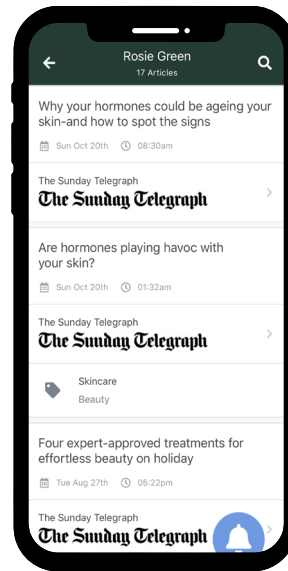 Rosie Green
17 Articles
Why your hormones could be ageing your
skin-and how to spot the signs
Sun Oct 20th 08:30am
The Sunday Telegraph
The Sunday Telegraph
Are hormones playing havoc with
your skin?
Sun Oct 20th 01:32am
The Sunday Telegraph
The Sunday Telegraph
Skincare
Beauty
Four expert-approved treatments for
effortless beauty on holiday
Tue Aug 27th 05:22pm
The Sunday Telegraph
The Sunday Telegraph